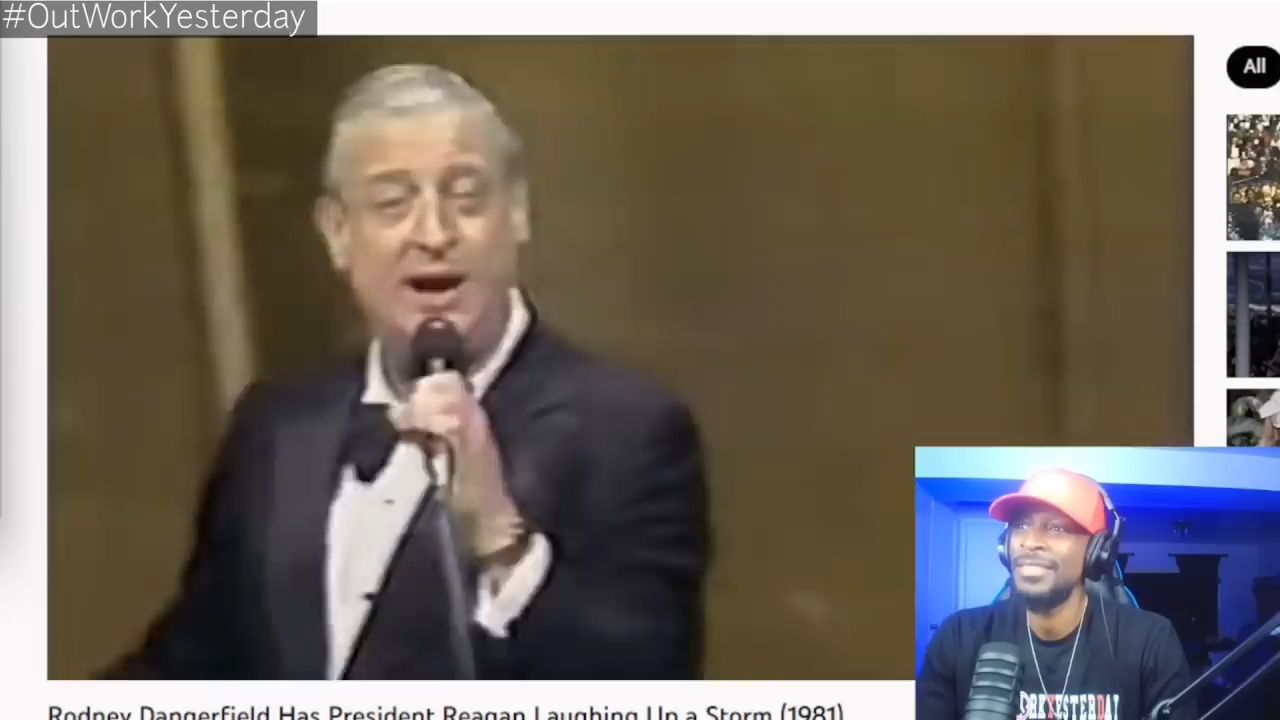 #OutWorkYesterday
All
Rodney Dangerfield Has President Reagan Laughing Up a Storm (1981)